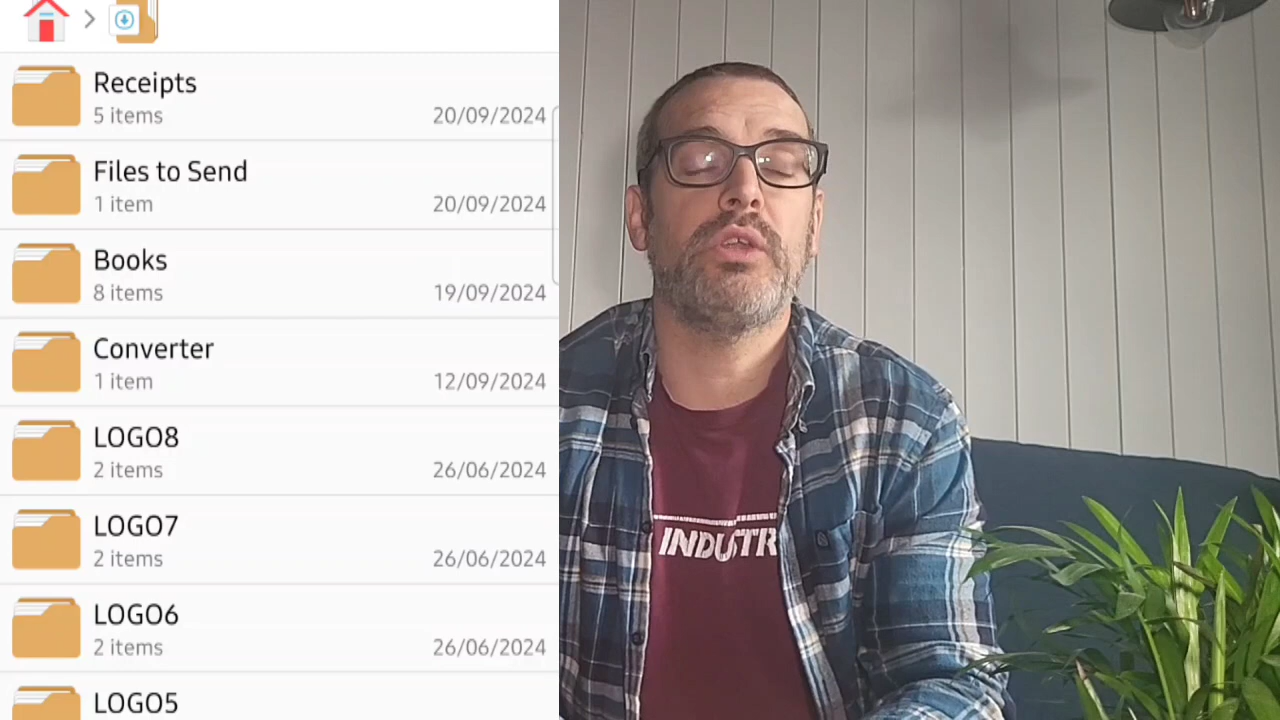 Receipts
5 items
20/09/2024
Files to Send
1 item
20/09/2024
Books
8 items
19/09/2024
Converter
1 item
12/09/2024
LOGO8
2 items
26/06/2024
LOGO7
2 items
26/06/2024
LOGO6
2 items
26/06/2024
LOGO5
INDUSTR